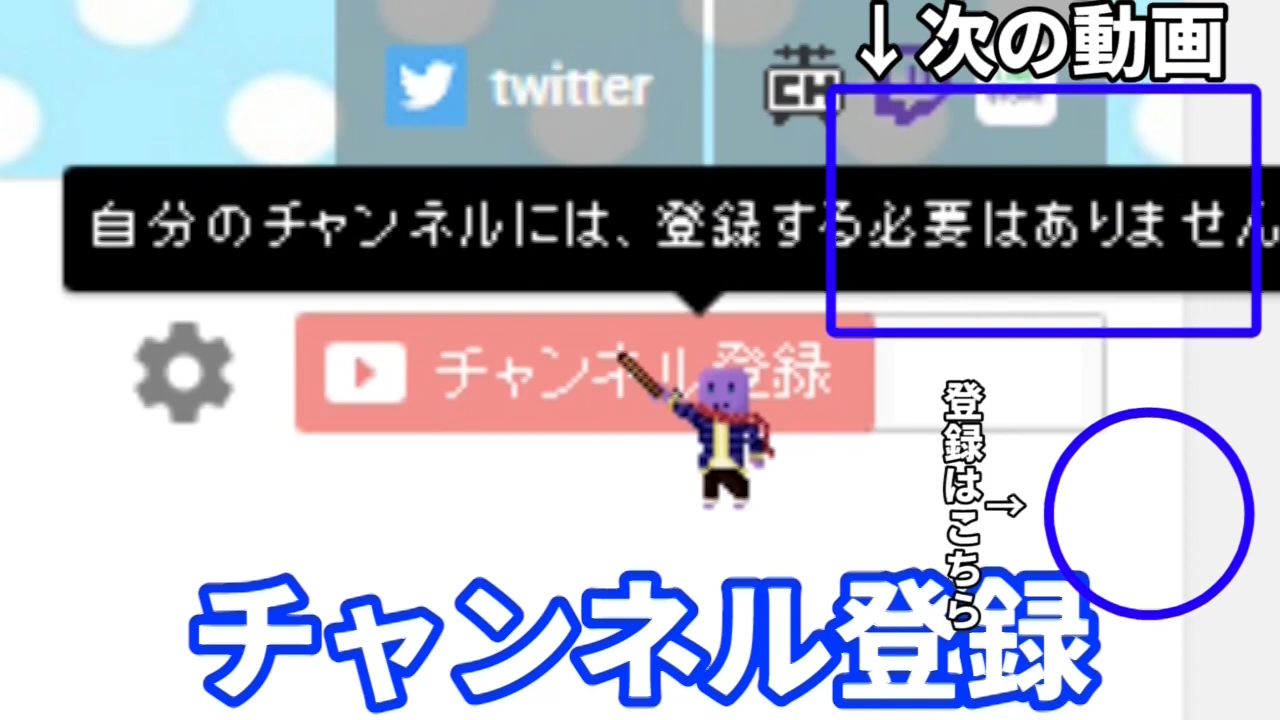 ↓次の動画
twitter
CH
自分のチャンネルには、登録する必要はありません
チャンネル登録
登録はこちら
→
チャンネル登録